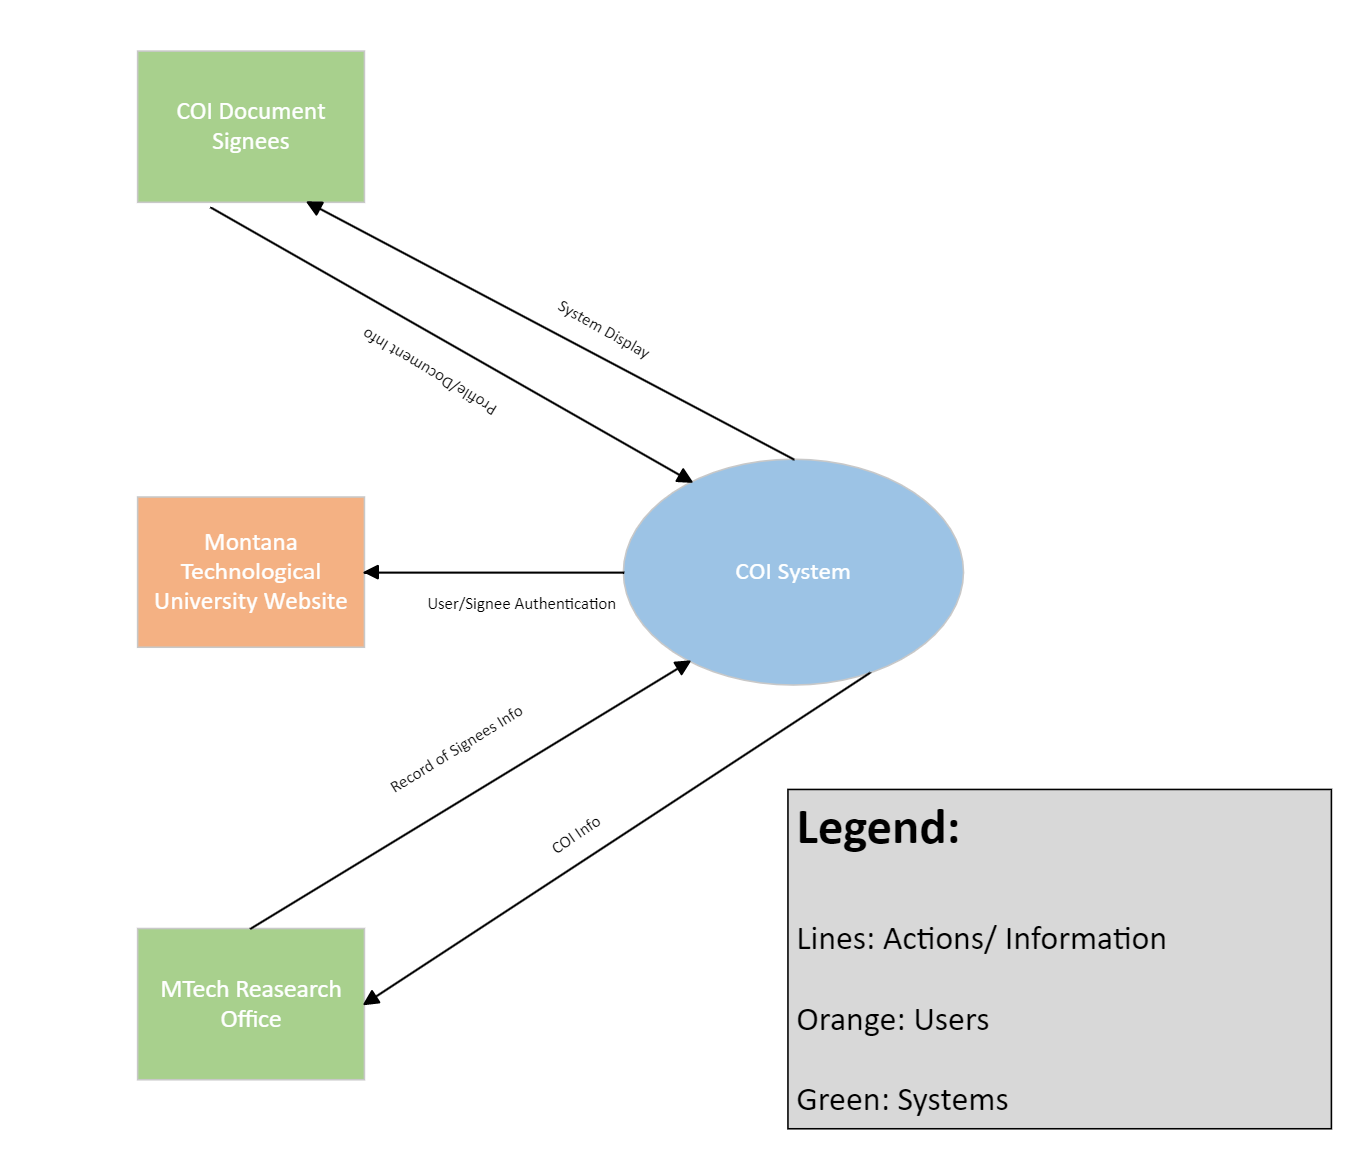 COI Document
Signees
System Display
Profile/Document Info
Montana
Technological
University Website
COI System
User/Signee Authentication
Record of Signees Info
COI Info
MTech Reasearch
Office
Legend:
Lines: Actions/ Information
Orange: Users
Green: Systems